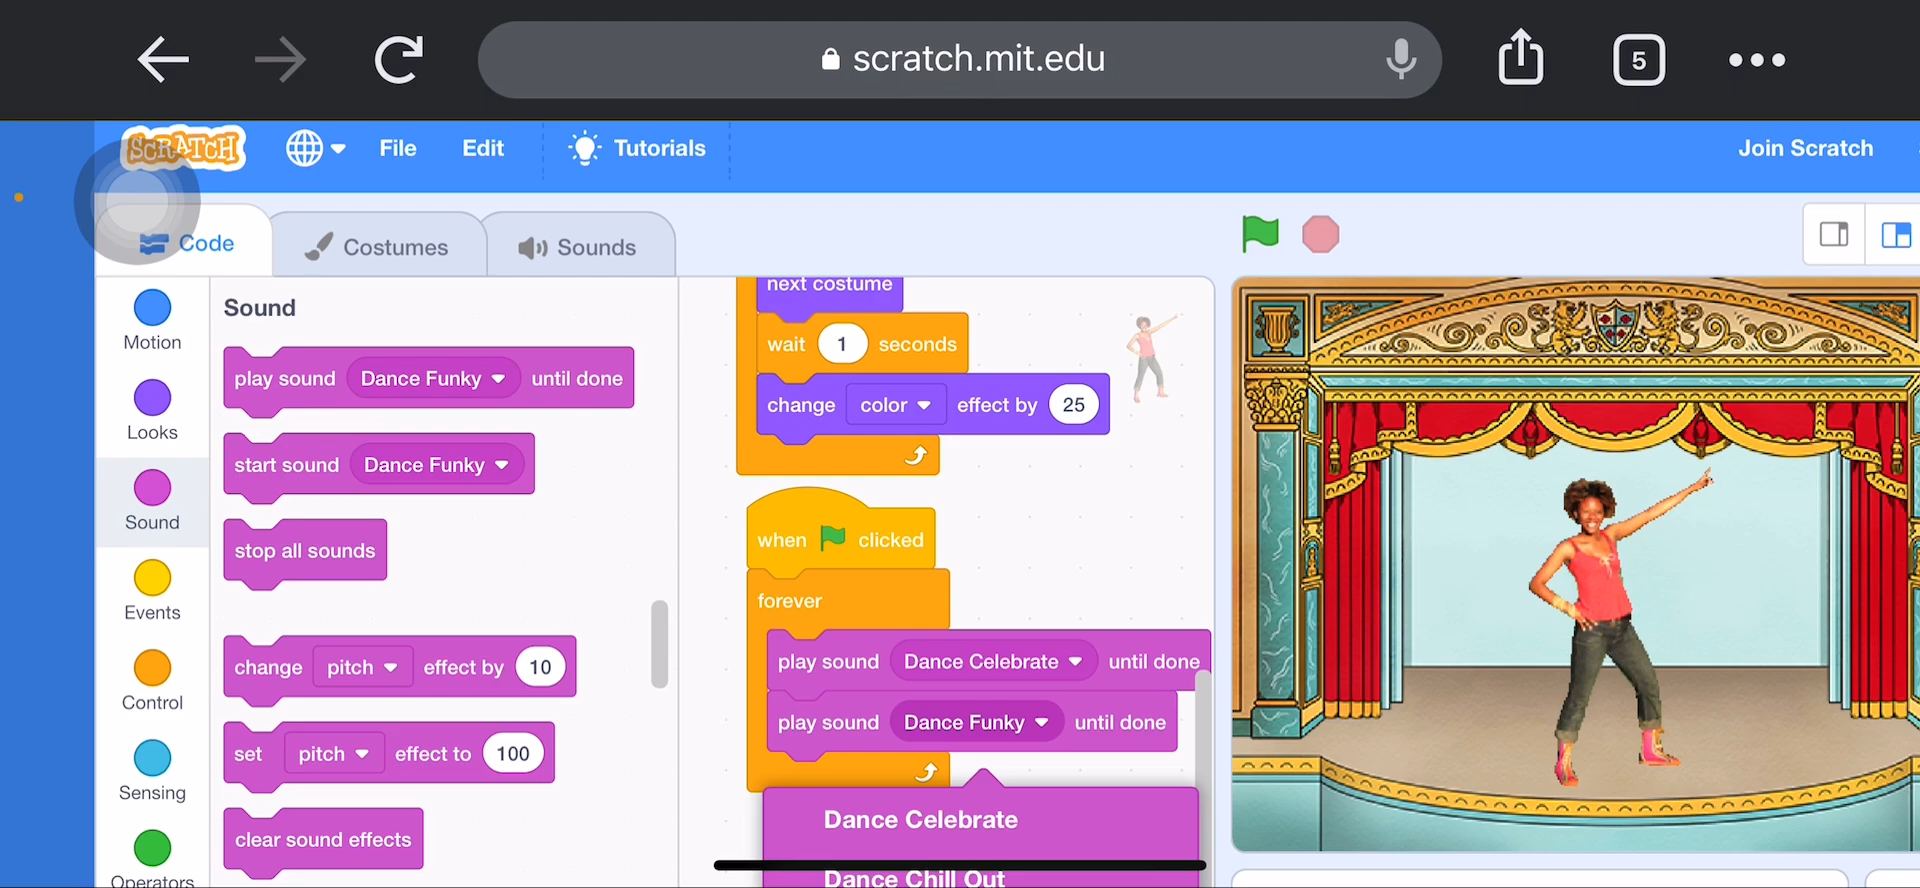 scratch.mit.edu
5
SCRATCH
File
Edit
Tutorials
Join Scratch
Code
Costumes
Sounds
Motion
Looks
Sound
Events
Control
Sensing
Operators
Sound
play sound Dance Funky until done
start sound Dance Funky
stop all sounds
change pitch effect by 10
set pitch effect to 100
clear sound effects
next costume
wait 1 seconds
change color effect by 25
when clicked
forever
play sound Dance Celebrate until done
play sound Dance Funky until done
Dance Celebrate
Dance Chill Out